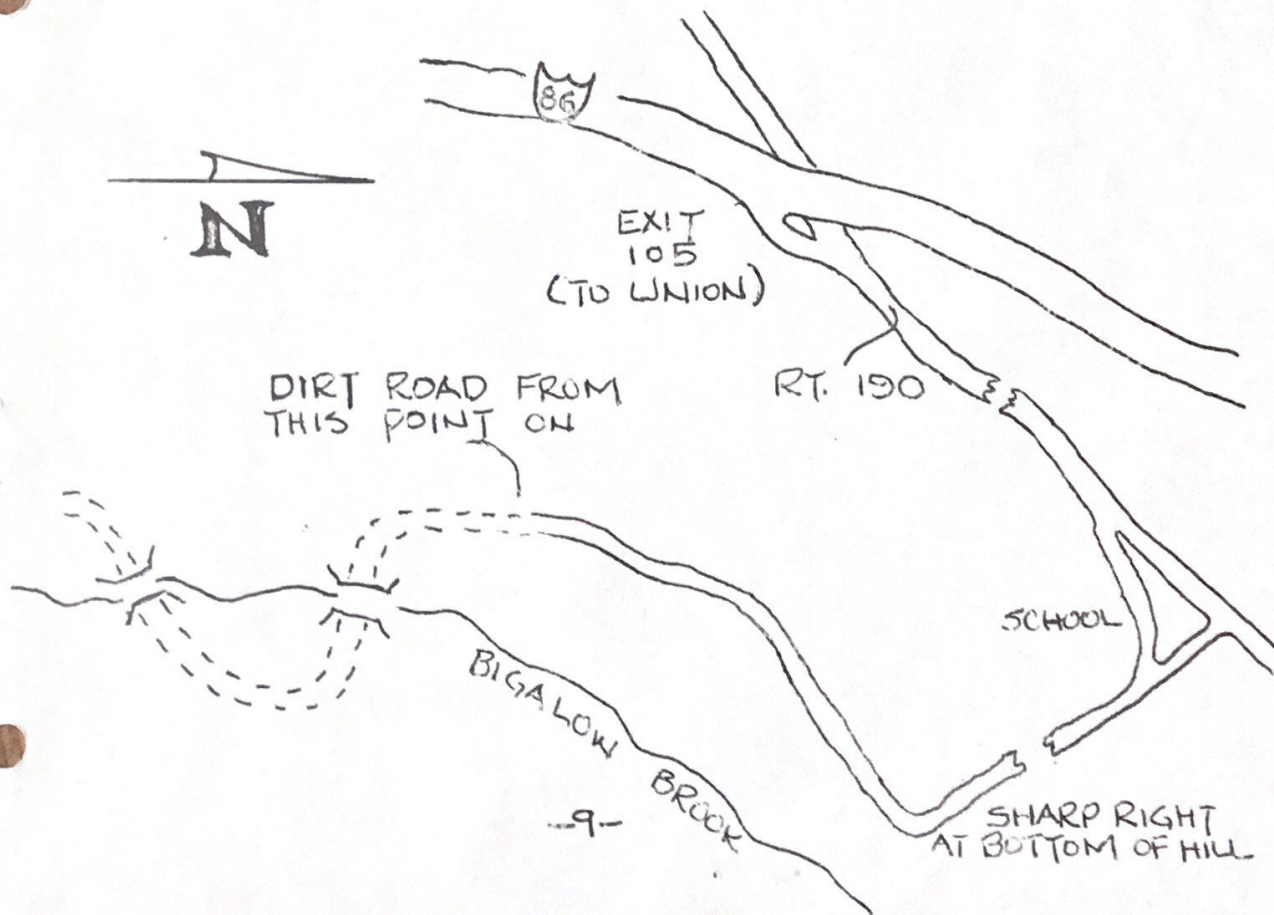 86
N
EXIT
105
(TO UNION)
RT. 190
DIRT ROAD FROM
THIS POINT ON
SCHOOL
BIGALOW BROOK
SHARP RIGHT
AT BOTTOM OF HILL
-9-